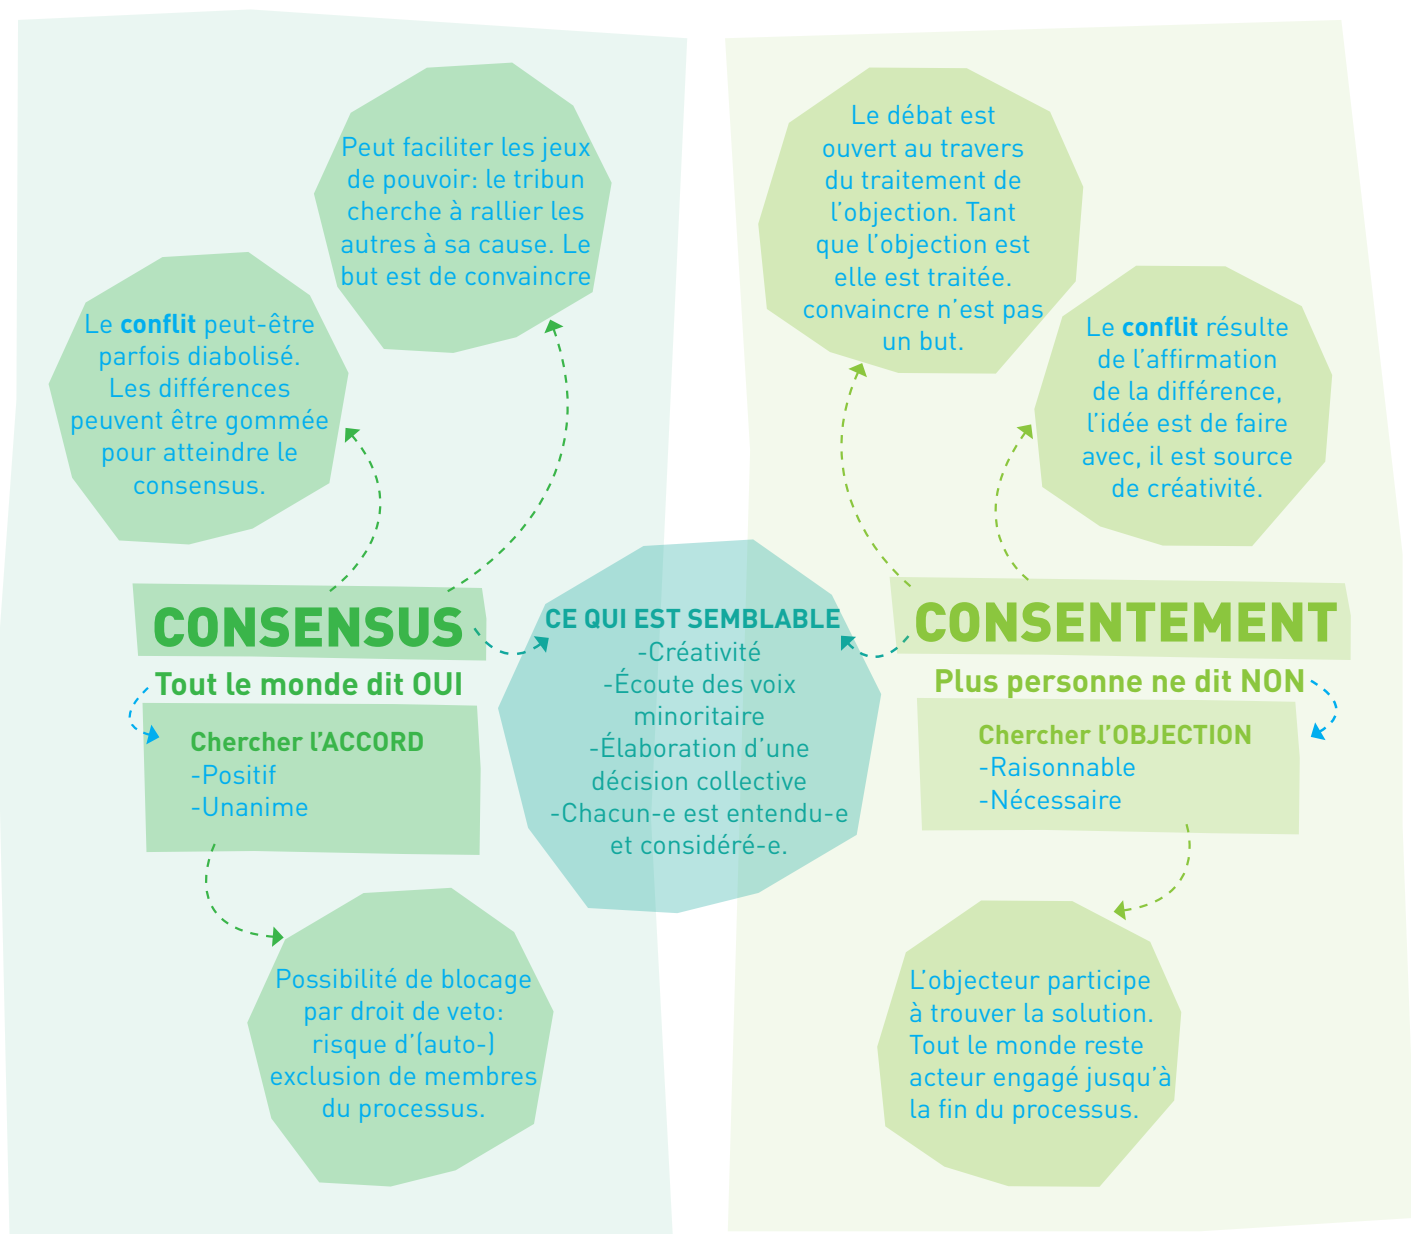 Peut faciliter les jeux
de pouvoir: le tribun
cherche à rallier les
autres à sa cause. Le
but est de convaincre
Le conflit peut-être
parfois diabolisé.
Les différences
peuvent être gommée
pour atteindre le
consensus.
CONSENSUS
Tout le monde dit OUI
Chercher l’ACCORD
-Positif
-Unanime
Possibilité de blocage
par droit de veto:
risque d’(auto-)
exclusion de membres
du processus.
CE QUI EST SEMBLABLE
-Créativité
-Écoute des voix
minoritaire
-Élaboration d’une
décision collective
-Chacun-e est entendu-e
et considéré-e.
Le débat est
ouvert au travers
du traitement de
l’objection. Tant
que l’objection est
elle est traitée.
convaincre n’est pas
un but.
Le conflit résulte
de l’affirmation
de la différence,
l’idée est de faire
avec, il est source
de créativité.
CONSENTEMENT
Plus personne ne dit NON
Chercher l’OBJECTION
-Raisonnable
-Nécessaire
L’objecteur participe
à trouver la solution.
Tout le monde reste
acteur engagé jusqu’à
la fin du processus.